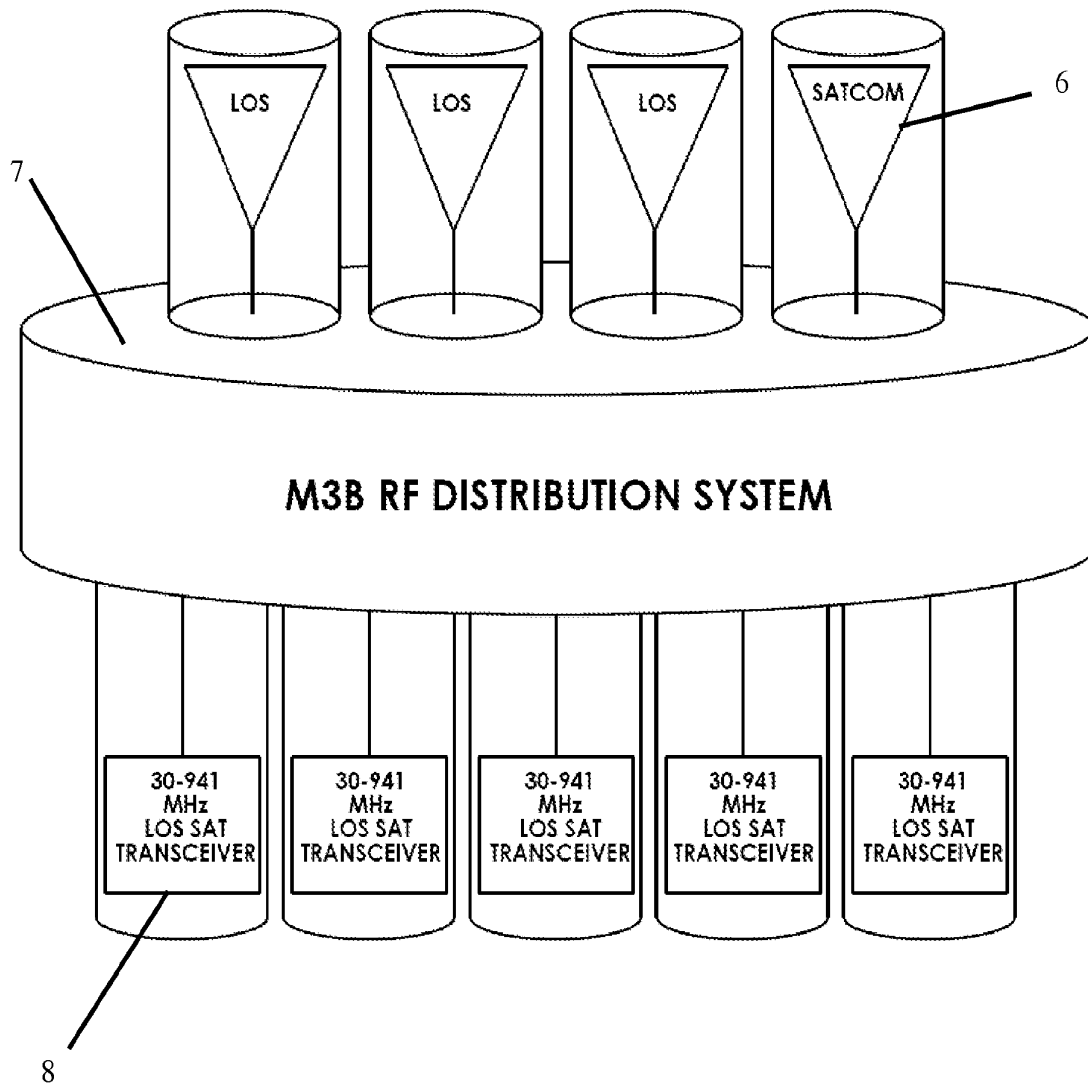 LOS
LOS
LOS
SATCOM
6
7
M3B RF DISTRIBUTION SYSTEM
30-941
MHz
LOS SAT
TRANSCEIVER
30-941
MHz
LOS SAT
TRANSCEIVER
30-941
MHz
LOS SAT
TRANSCEIVER
30-941
MHz
LOS SAT
TRANSCEIVER
30-941
MHz
LOS SAT
TRANSCEIVER
8